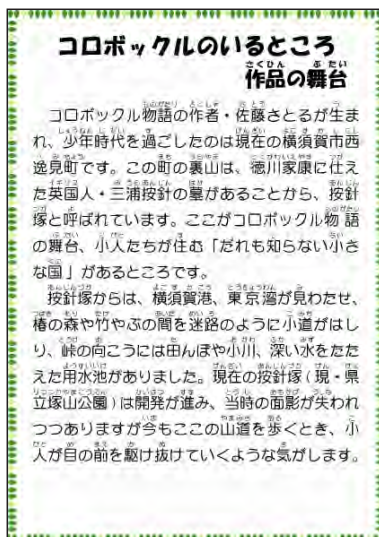 コロボックルのいるところ
作品の舞台
コロボックル物語の作者・佐藤さとるが生ま
れ、少年時代を過ごしたのは現在の横須賀市西
逸見町です。この町の裏山は、徳川家康に仕え
た英国人・三浦按針の墓があることから、按針
塚と呼ばれています。ここがコロボックル物語
の舞台、小人たちが住む「だれも知らない小さ
な国」があるところです。
按針塚からは、横須賀港、東京湾が見わたせ、
椿の森や竹やぶの間を迷路のように小道がはし
り、峠の向こうには田んぼや小川、深い水をたた
えた用水池がありました。現在の按針塚(現・県
立塚山公園)は開発が進み、当時の面影が失われ
つつありますが今もここの山道を歩くとき、小
人が目の前を駆け抜けていくような気がします。